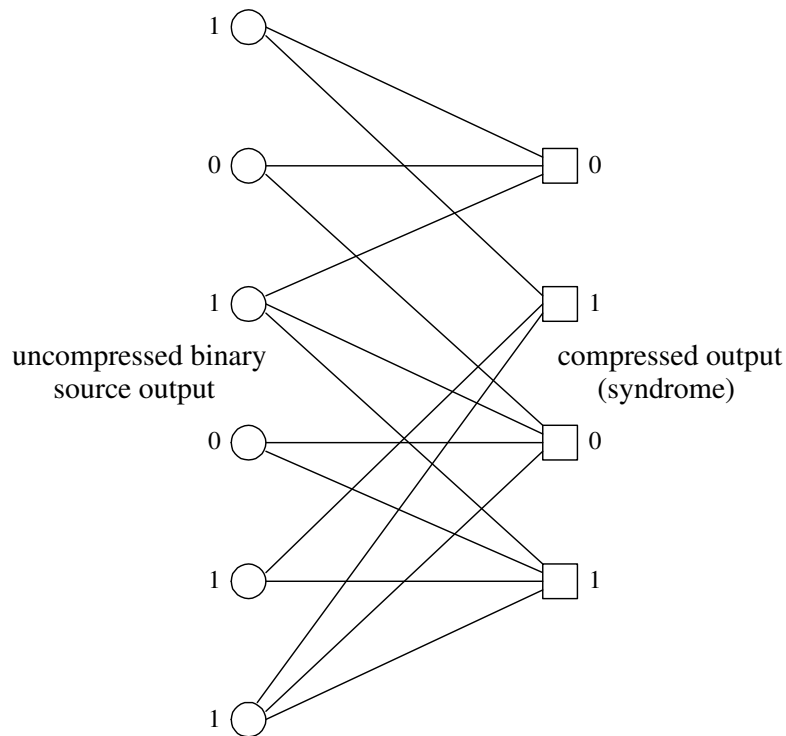 1
0
0
1
1
uncompressed binary
source output
compressed output
(syndrome)
0
0
1
1
1